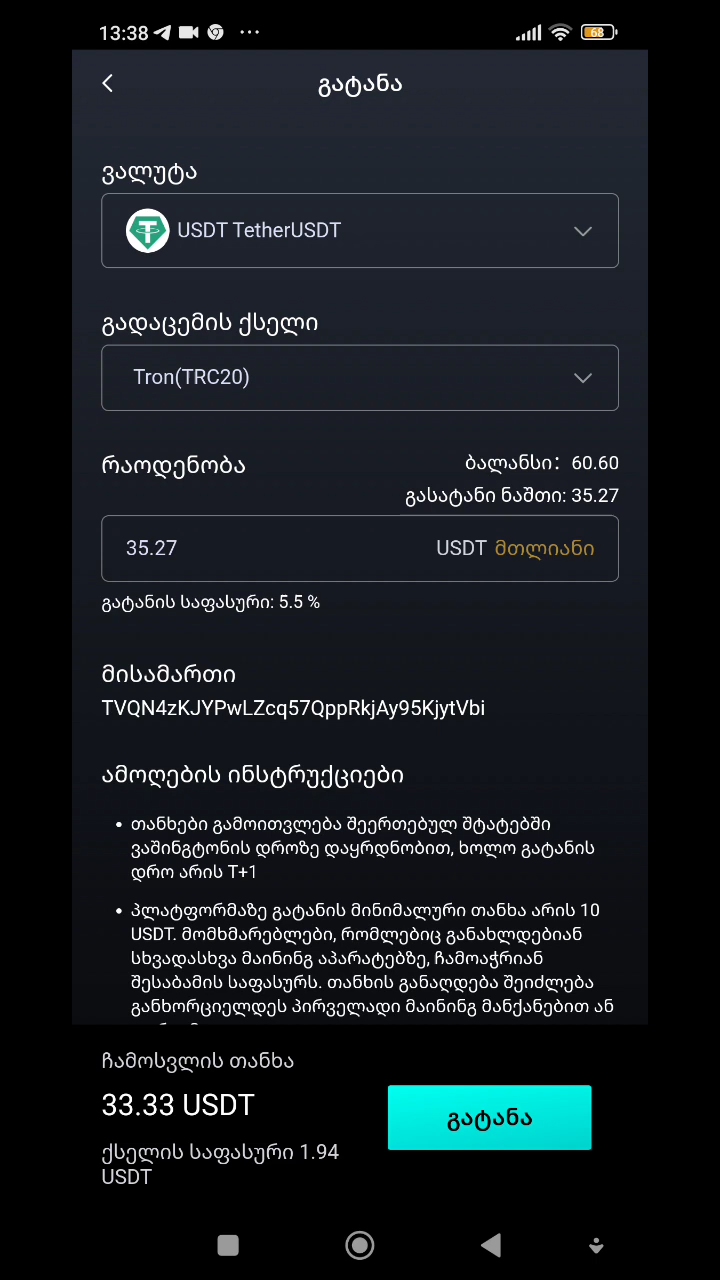 13:38
68
გატანა
ვალუტა
USDT TetherUSDT
გადაცემის ქსელი
Tron(TRC20)
რაოდენობა
ბალანსი: 60.60
გასატანი ნაშთი: 35.27
35.27 USDT მთლიანი
გატანის საფასური: 5.5 %
მისამართი
TVQN4zKJYPwLZcq57QppRkjAy95KjytVbi
ამოღების ინსტრუქციები
• თანხები გამოითვლება შეერთებულ შტატებში
ვაშინგტონის დროზე დაყრდნობით, ხოლო გატანის
დრო არის T+1
• პლატფორმაზე გატანის მინიმალური თანხა არის 10
USDT. მომხმარებლები, რომლებიც განახლდებიან
სხვადასხვა მაინინგ აპარატებზე, ჩამოაჭრიან
შესაბამის საფასურს. თანხის განაღდება შეიძლება
განხორციელდეს პირველადი მაინინგ მანქანებით ან
ჩამოსვლის თანხა
33.33 USDT
გატანა
ქსელის საფასური 1.94
USDT